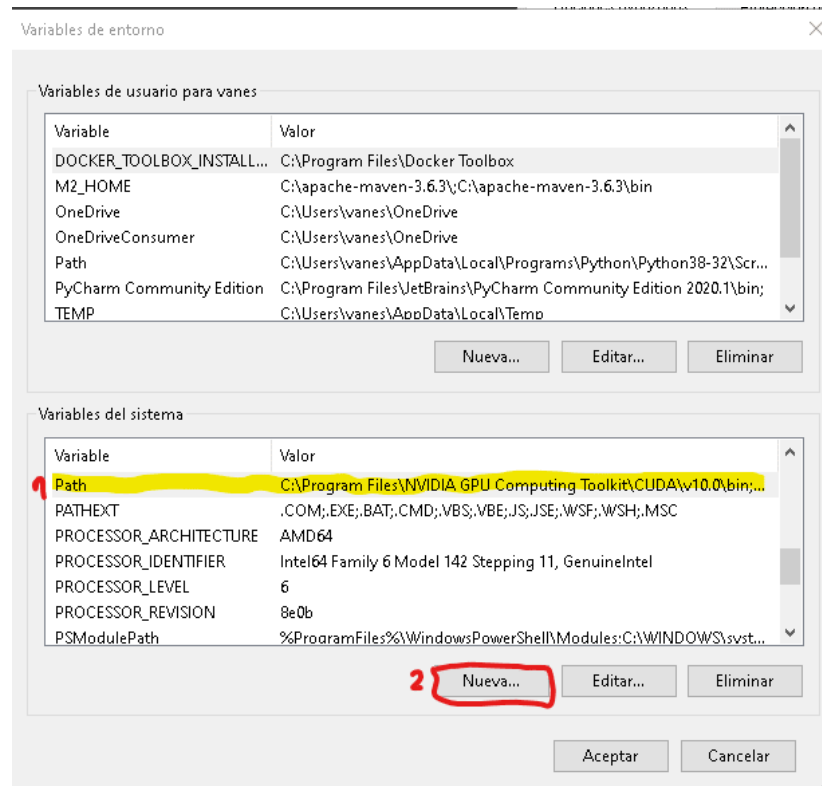 Variables de entorno
Variables de usuario para vanes
Variable Valor
DOCKER_TOOLBOX_INSTALL... C:\Program Files\Docker Toolbox
M2_HOME C:\apache-maven-3.6.3\;C:\apache-maven-3.6.3\bin
OneDrive C:\Users\vanes\OneDrive
OneDriveConsumer C:\Users\vanes\OneDrive
Path C:\Users\vanes\AppData\Local\Programs\Python\Python38-32\Scr...
PyCharm Community Edition C:\Program Files\JetBrains\PyCharm Community Edition 2020.1\bin;
TEMP C:\Users\vanes\AppData\Local\Temp
Nueva... Editar... Eliminar
Variables del sistema
Variable Valor
1 Path C:\Program Files\NVIDIA GPU Computing Toolkit\CUDA\v10.0\bin;...
PATHEXT .COM;.EXE;.BAT;.CMD;.VBS;.VBE;.JS;.JSE;.WSF;.WSH;.MSC
PROCESSOR_ARCHITECTURE AMD64
PROCESSOR_IDENTIFIER Intel64 Family 6 Model 142 Stepping 11, GenuineIntel
PROCESSOR_LEVEL 6
PROCESSOR_REVISION 8e0b
PSModulePath %ProgramFiles%\WindowsPowerShell\Modules;C:\WINDOWS\syst...
2 Nueva... Editar... Eliminar
Aceptar Cancelar